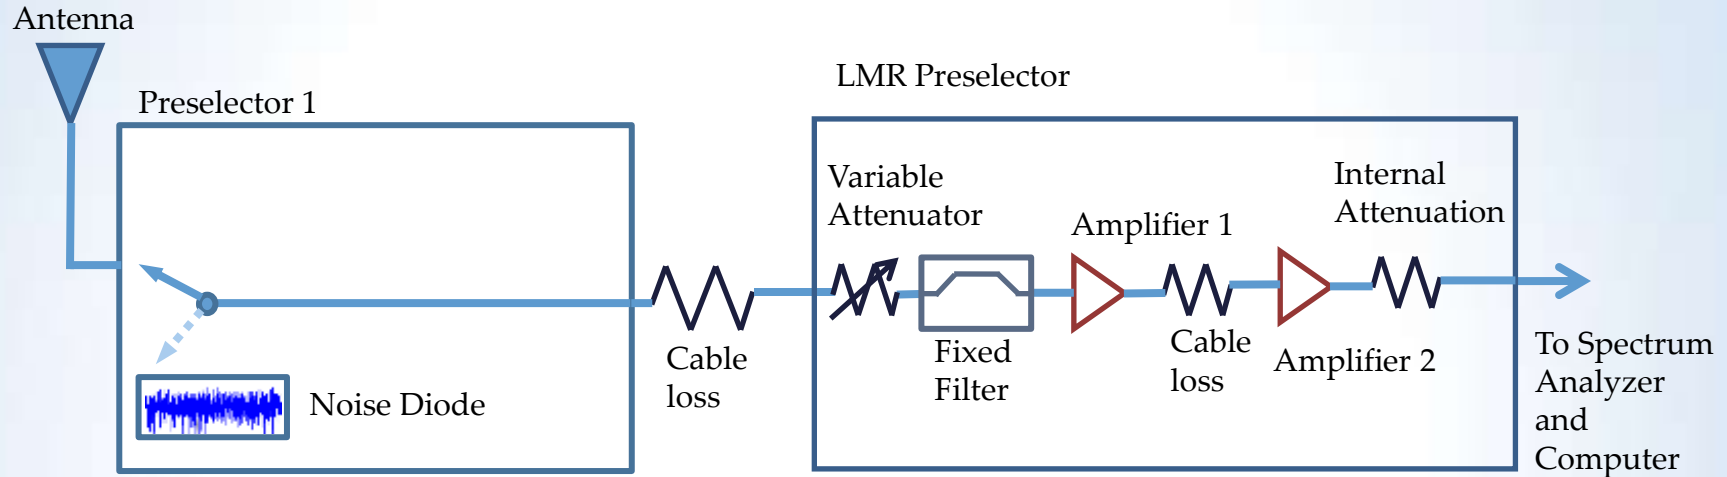 Antenna
Preselector 1
Noise Diode
Cable
loss
LMR Preselector
Variable
Attenuator
Fixed
Filter
Amplifier 1
Cable
loss
Amplifier 2
Internal
Attenuation
To Spectrum
Analyzer
and
Computer